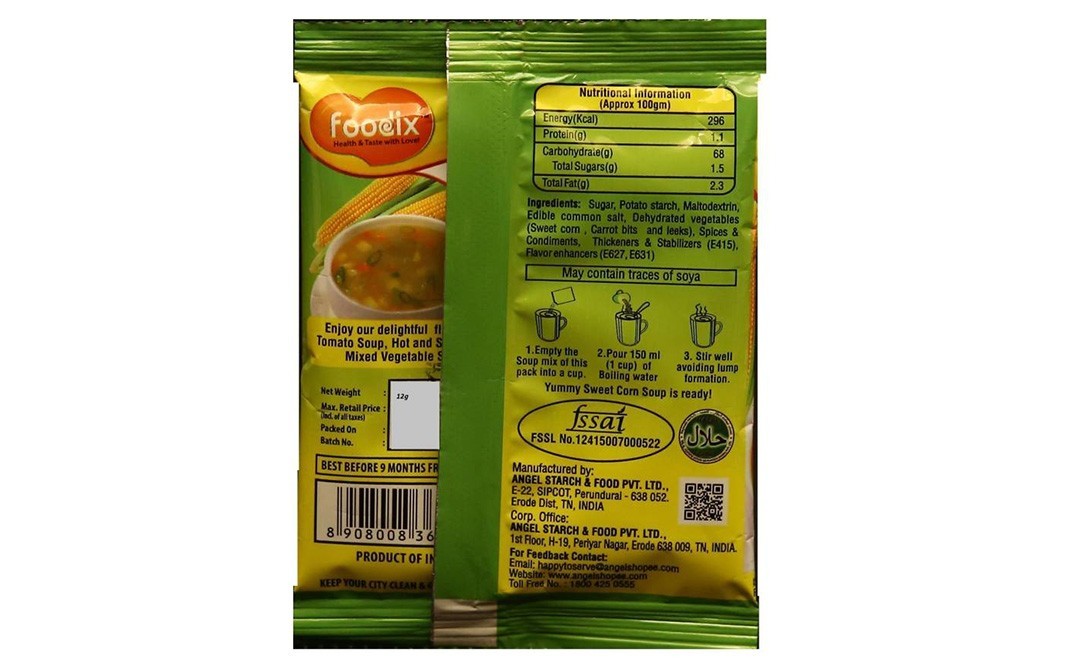 foodix
Health & Taste with Love!
Enjoy our delightful
Tomato Soup, Hot and
Mixed Vegetable
Net Weight : 12g
Max. Retail Price :
(Incl. of all taxes)
Packed On :
Batch No. :
BEST BEFORE 9 MONTHS
8 908008 36
PRODUCT OF
KEEP YOUR CITY CLEAN &
Nutritional Information
(Approx 100gm)
Energy(Kcal) 296
Protein(g) 1.1
Carbohydrate(g) 68
Total Sugars(g) 1.5
Total Fat(g) 2.3
Ingredients: Sugar, Potato starch, Maltodextrin,
Edible common salt, Dehydrated vegetables
(Sweet corn , Carrot bits and leeks), Spices &
Condiments, Thickeners & Stabilizers (E415),
Flavor enhancers (E627, E631)
May contain traces of soya
1.Empty the
Soup mix of this
pack into a cup.
2.Pour 150 ml
(1 cup) of
Boiling water
3. Stir well
avoiding lump
formation.
Yummy Sweet Corn Soup is ready!
fssai
FSSL No.12415007000522
حلال
Manufactured by:
ANGEL STARCH & FOOD PVT. LTD.,
E-22, SIPCOT, Perundurai - 638 052.
Erode Dist, TN, INDIA
Corp. Office:
ANGEL STARCH & FOOD PVT. LTD.,
1st Floor, H-19, Periyar Nagar, Erode 638 009, TN, INDIA.
For Feedback Contact:
Email: happytoserve@angelshopee.com
Website: www.angelshopee.com
Toll Free No. : 1800 425 0555